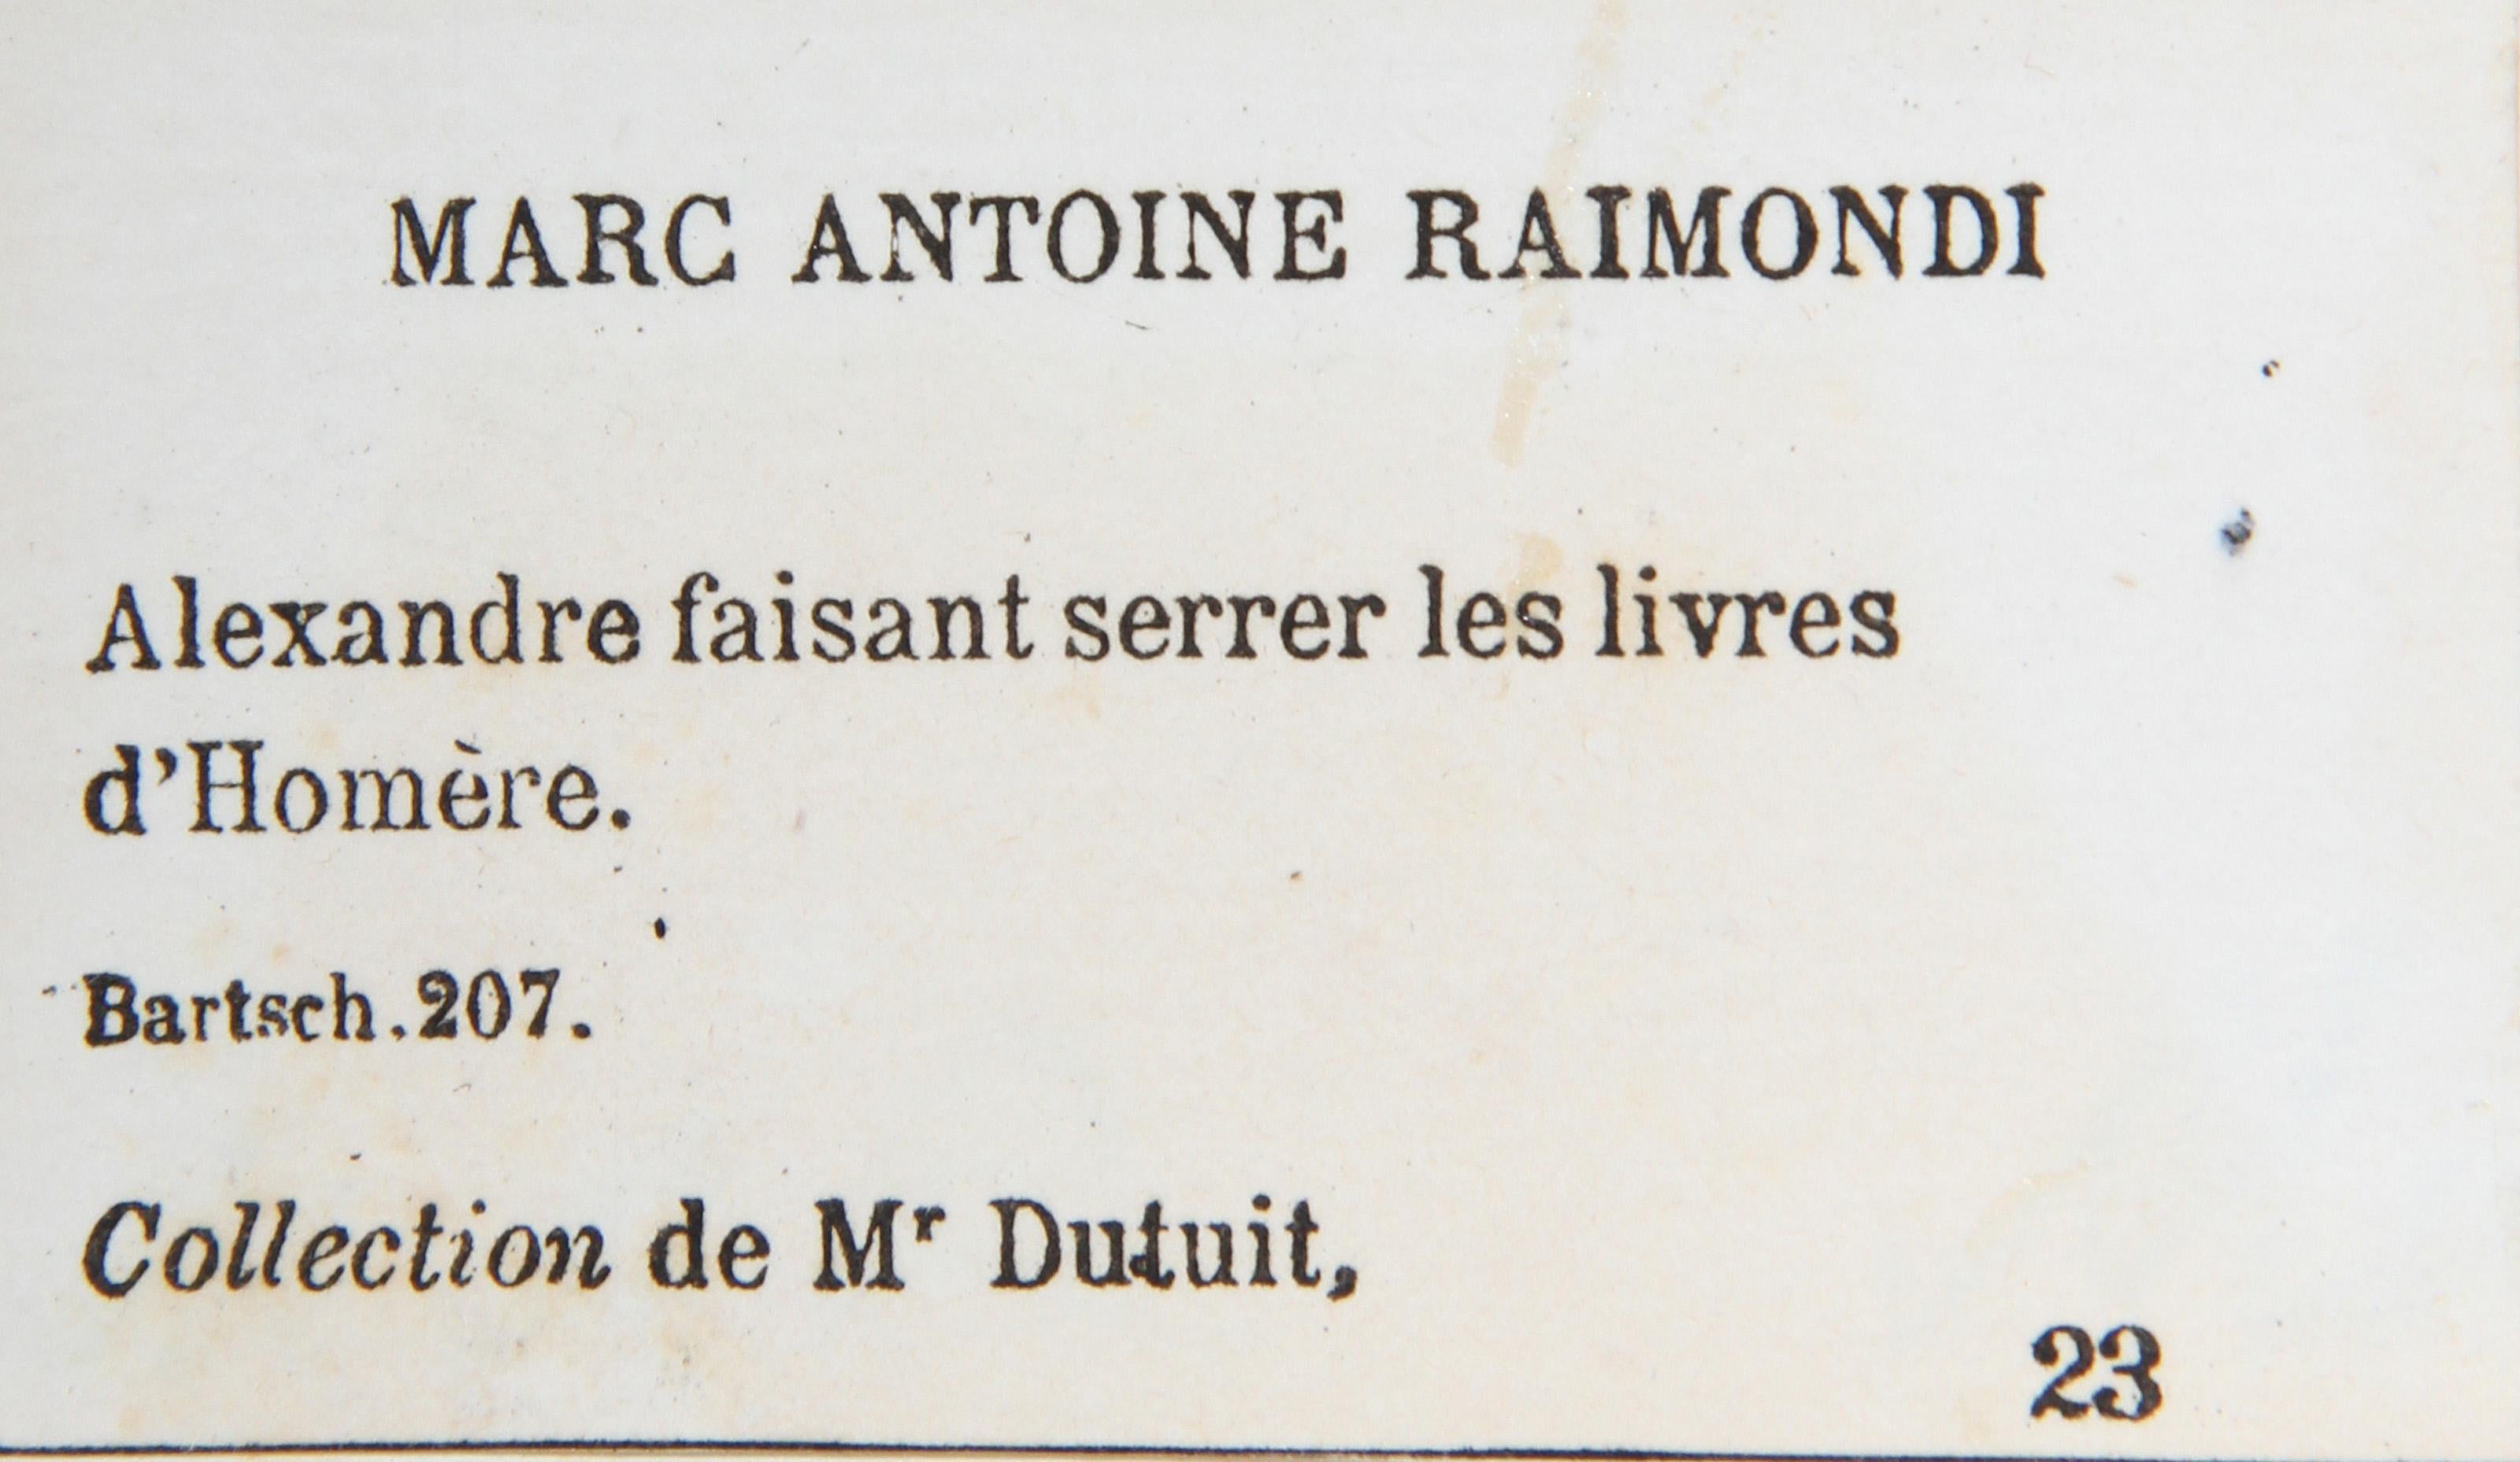 MARC ANTOINE RAIMONDI
Alexandre faisant serrer les livres
d'Homère.
Bartsch.207.
Collection de Mr Dutuit,
23